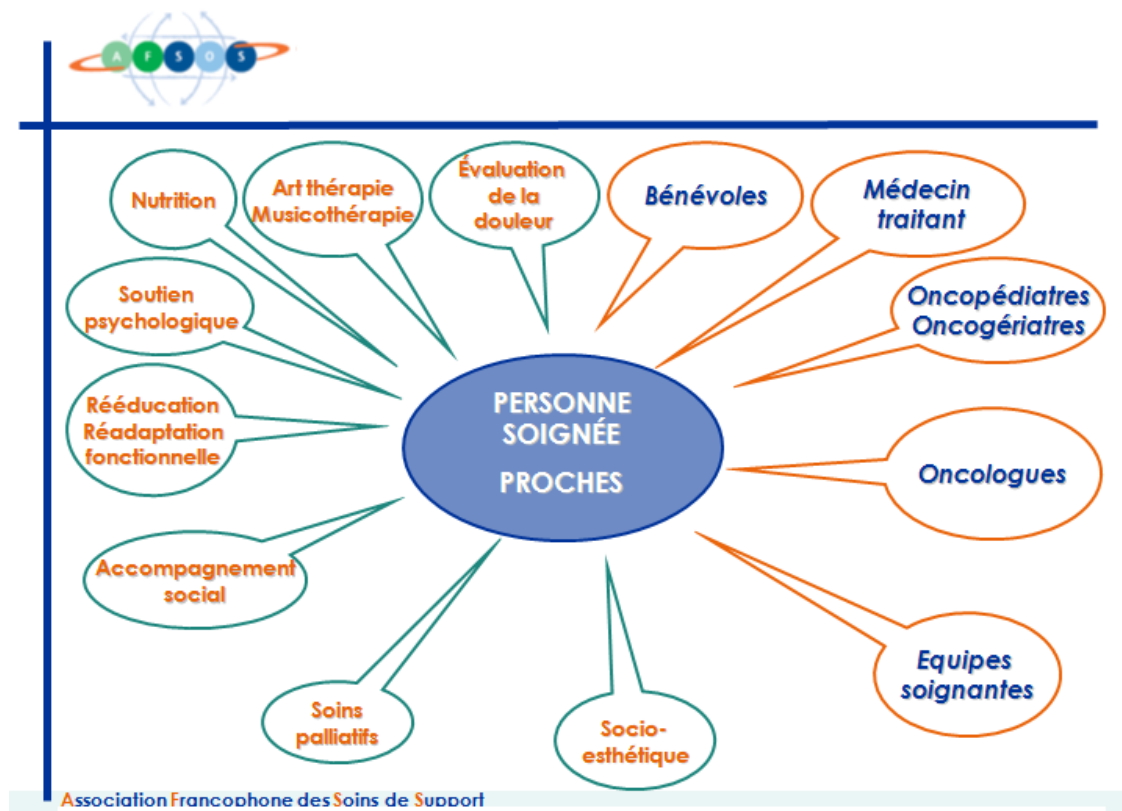 A F S O S
Nutrition
Art thérapie
Musicothérapie
Évaluation
de la
douleur
Bénévoles
Médecin
traitant
Soutien
psychologique
Oncopédiatres
Oncogériatres
Rééducation
Réadaptation
fonctionnelle
PERSONNE
SOIGNÉE
PROCHES
Oncologues
Accompagnement
social
Equipes
soignantes
Soins
palliatifs
Socio-
esthétique
Association Francophone des Soins de Support